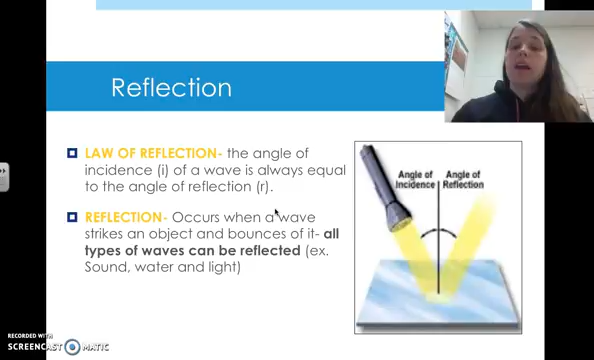 Reflection
LAW OF REFLECTION- the angle of
incidence (i) of a wave is always equal
to the angle of reflection (r).
REFLECTION- Occurs when a wave
strikes an object and bounces of it- all
types of waves can be reflected (ex.
Sound, water and light)
Angle of
Incidence
Angle of
Reflection
RECORDED WITH
SCREENCAST MATIC